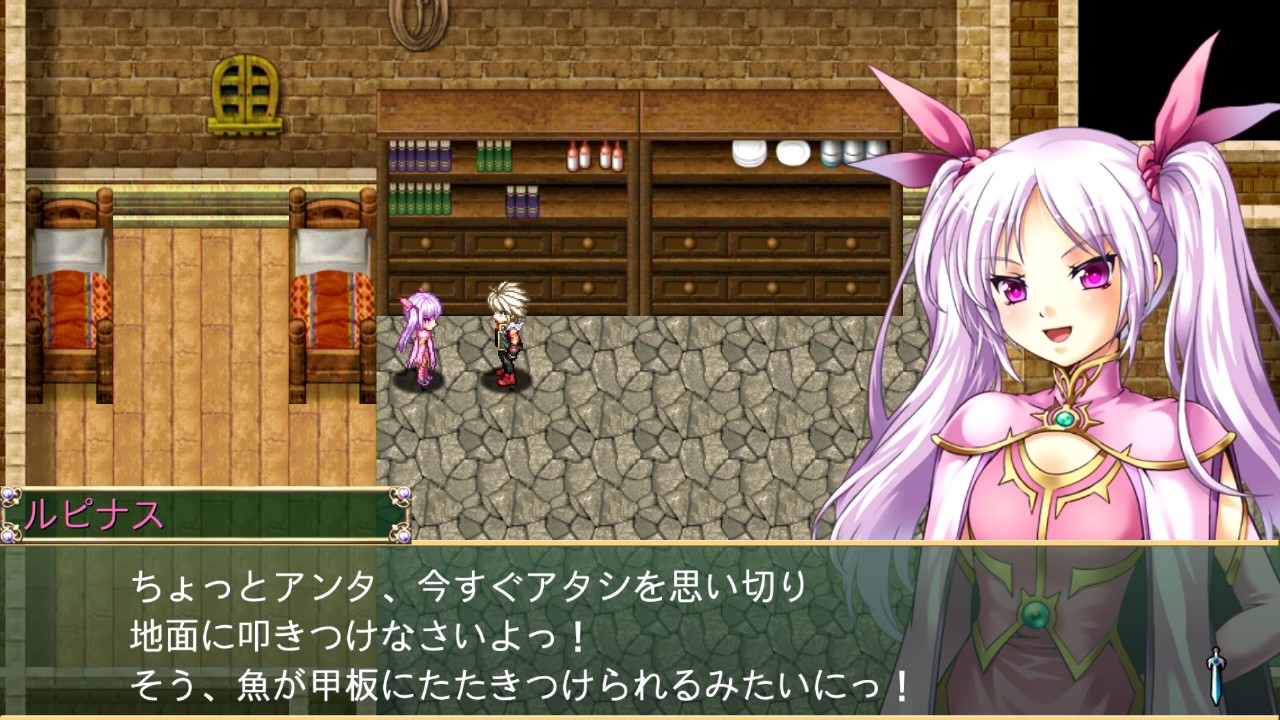 ルピナス
ちょっとアンタ、今すぐアタシを思い切り
地面に叩きつけなさいよっ！
そう、魚が甲板にたたきつけられるみたいにっ！